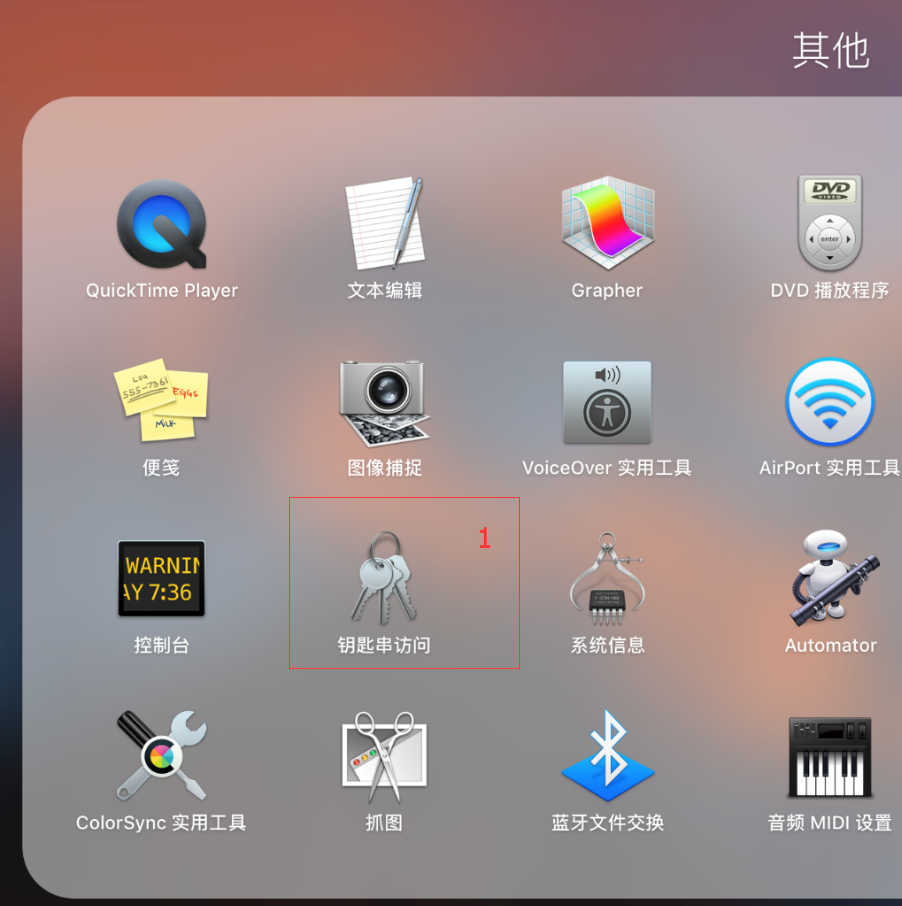 其他
QuickTime Player
文本编辑
Grapher
DVD
VIDEO
enter
DVD 播放程序
Lou
555-7361
EGGS
MILK
便笺
图像捕捉
VoiceOver 实用工具
AirPort 实用工具
WARNIN
AY 7:36
控制台
1
钥匙串访问
系统信息
Automator
ColorSync 实用工具
抓图
蓝牙文件交换
音频 MIDI 设置